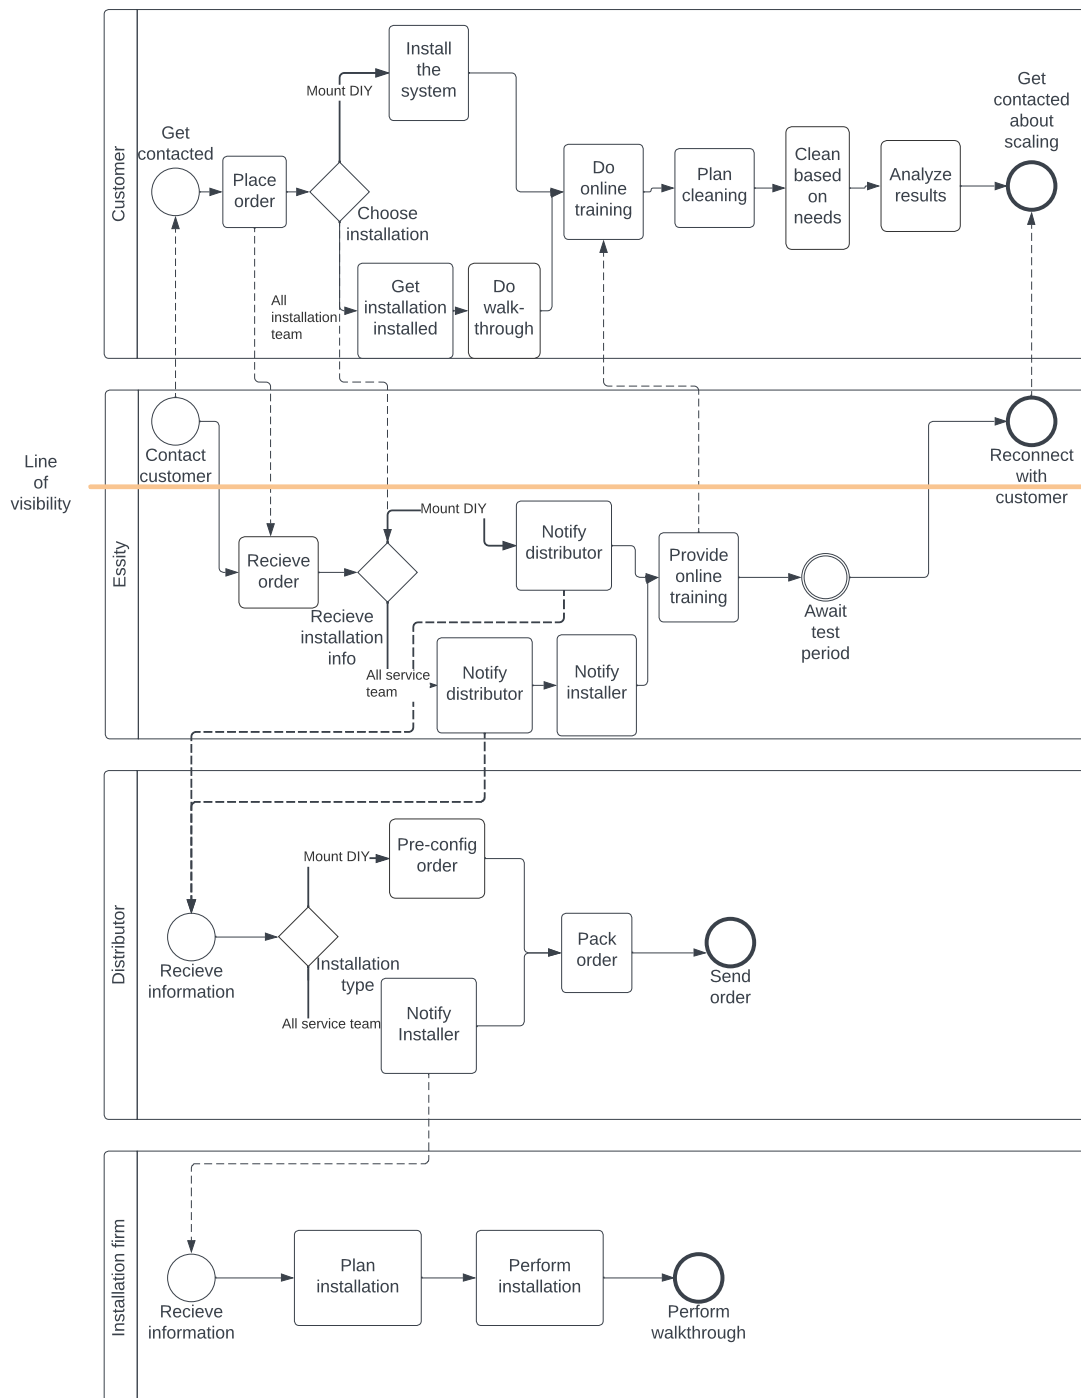 Customer
Get
contacted
Place
order
Mount DIY
Install
the
system
Choose
installation
All
installation
team
Get
installation
installed
Do
walk-
through
Do
online
training
Plan
cleaning
Clean
based
on
needs
Analyze
results
Get
contacted
about
scaling
Line
of
visibility
Essity
Contact
customer
Recieve
order
Recieve
installation
info
Mount DIY
Notify
distributor
All service
team
Notify
distributor
Notify
installer
Provide
online
training
Await
test
period
Reconnect
with
customer
Distributor
Recieve
information
Mount DIY
Pre-config
order
Installation
type
All service team
Notify
Installer
Pack
order
Send
order
Installation firm
Recieve
information
Plan
installation
Perform
installation
Perform
walkthrough